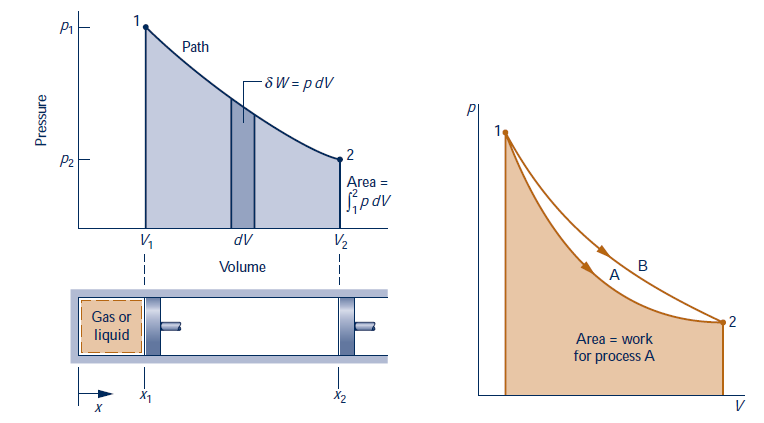 p1
1
Path
δW = p dV
Pressure
p2
2
Area =
∫₁² p dV
V1
dV
V2
Volume
Gas or
liquid
x
x1
x2
p
1
B
A
2
Area = work
for process A
V